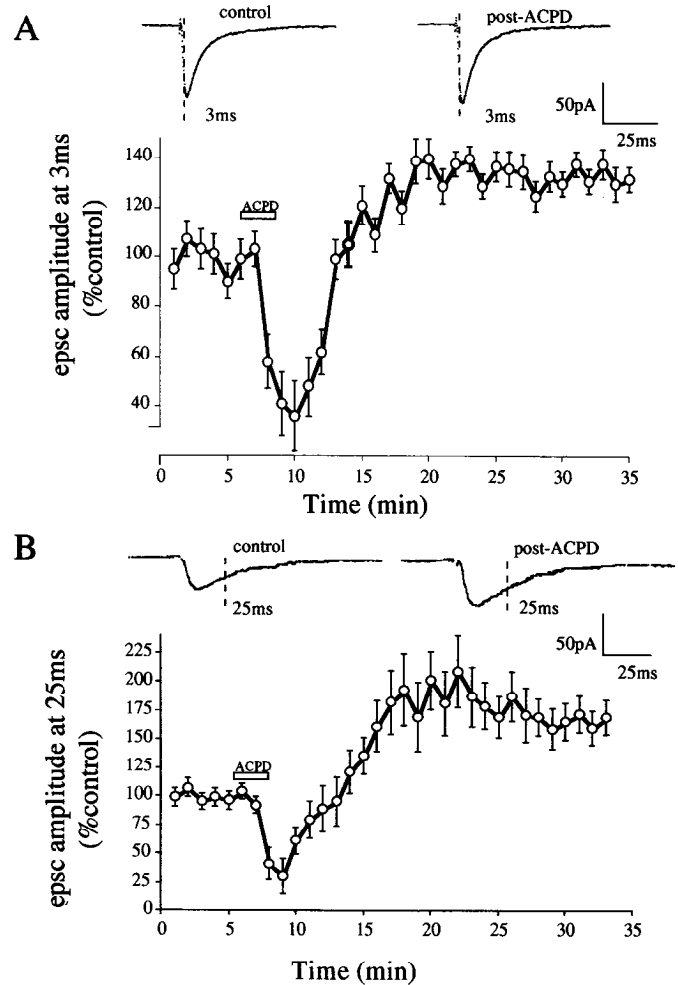 A
control
post-ACPD
3ms
3ms
50pA
25ms
epsc amplitude at 3ms
(%control)
140
120
100
80
60
40
ACPD
0
5
10
15
20
25
30
35
Time (min)
B
control
post-ACPD
25ms
25ms
50pA
25ms
epsc amplitude at 25ms
(%control)
225
200
175
150
125
100
75
50
25
0
ACPD
0
5
10
15
20
25
30
35
Time (min)